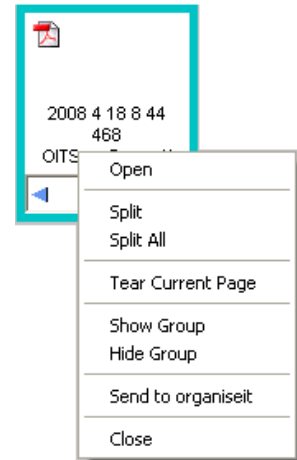 2008 4 18 8 44
468
OITS
Open
Split
Split All
Tear Current Page
Show Group
Hide Group
Send to organiseit
Close